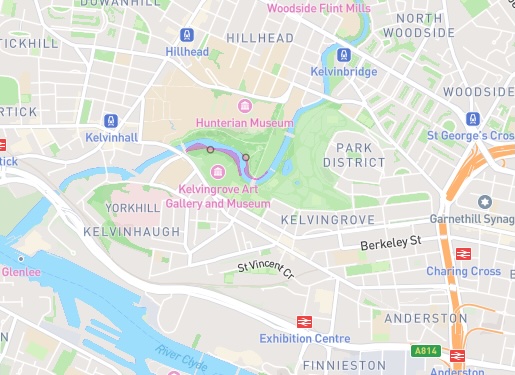 DOWANHILL
Woodside Flint Mills
NORTH
WOODSIDE
TICKHILL
HILLHEAD
Hillhead
Kelvinbridge
WOODSIDE
RTICK
Hunterian Museum
Kelvinhall
St George's Cross
PARK
DISTRICT
tick
Kelvingrove Art
Gallery and Museum
YORKHILL
KELVINGROVE
Garnethill Synag
KELVINHAUGH
Berkeley St
St Vincent Cr
Glenlee
Charing Cross
ANDERSTON
Exhibition Centre
River Clyde
A814
FINNIESTON
Anderston